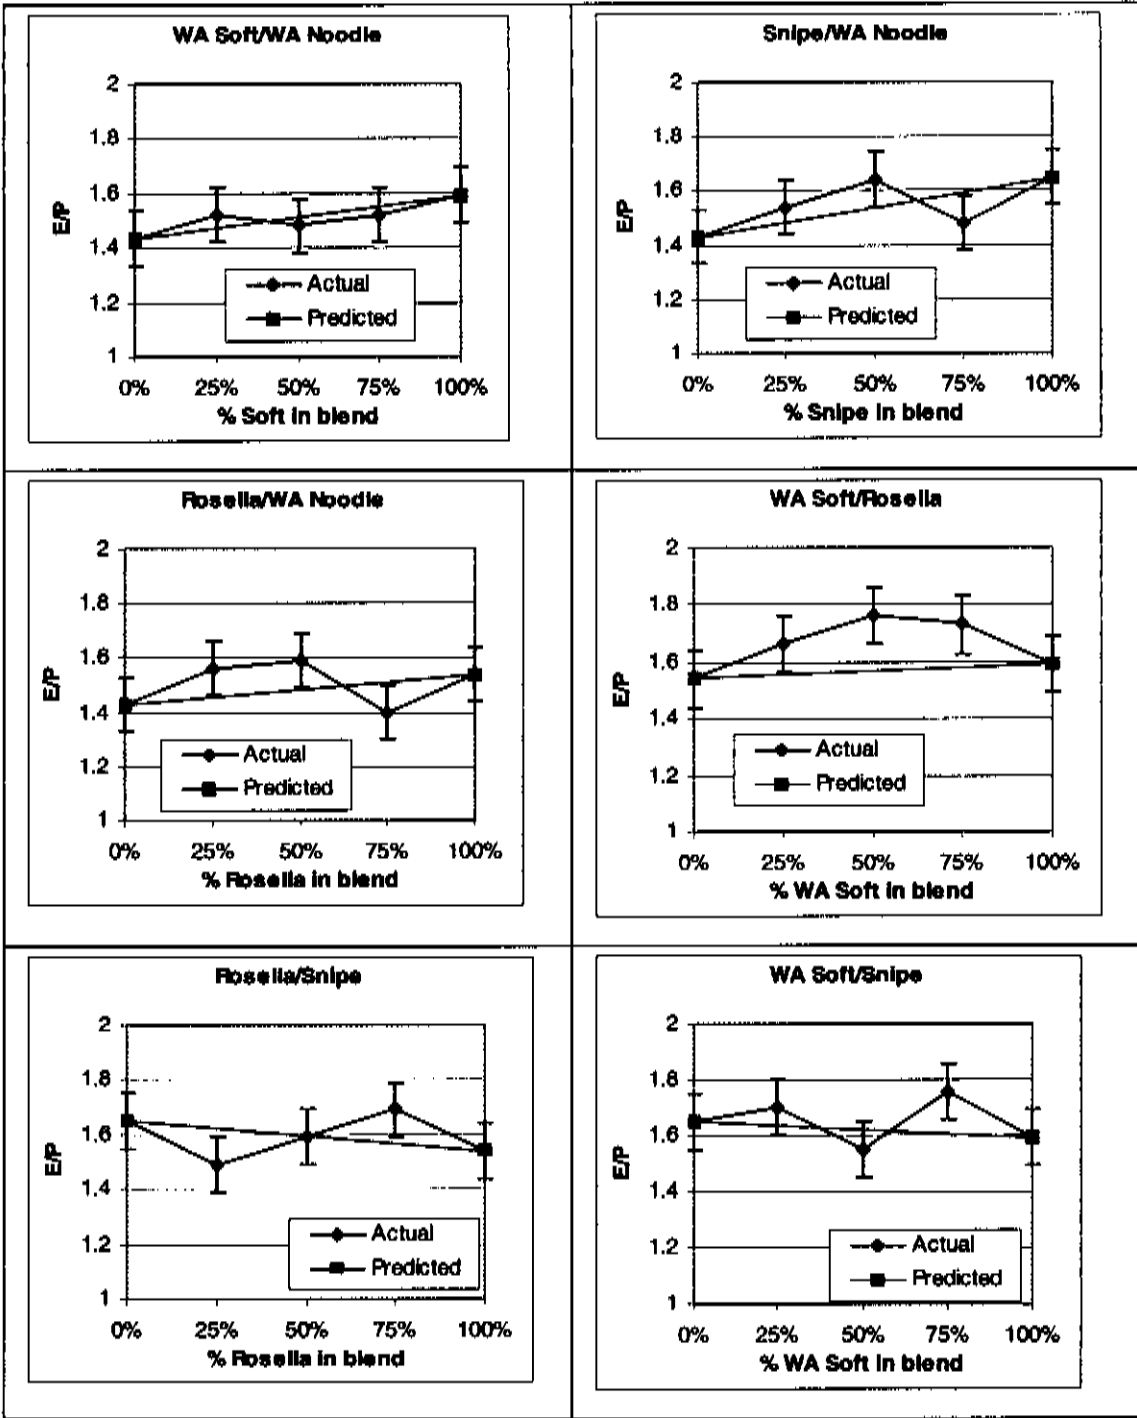 WA Soft/WA Noodle
2
1.8
1.6
1.4
1.2
1
E/P
Actual
Predicted
0% 25% 50% 75% 100%
% Soft in blend
Snipe/WA Noodle
2
1.8
1.6
1.4
1.2
1
E/P
Actual
Predicted
0% 25% 50% 75% 100%
% Snipe in blend
Rosella/WA Noodle
2
1.8
1.6
1.4
1.2
1
E/P
Actual
Predicted
0% 25% 50% 75% 100%
% Rosella in blend
WA Soft/Rosella
2
1.8
1.6
1.4
1.2
1
E/P
Actual
Predicted
0% 25% 50% 75% 100%
% WA Soft in blend
Rosella/Snipe
2
1.8
1.6
1.4
1.2
1
E/P
Actual
Predicted
0% 25% 50% 75% 100%
% Rosella in blend
WA Soft/Snipe
2
1.8
1.6
1.4
1.2
1
E/P
Actual
Predicted
0% 25% 50% 75% 100%
% WA Soft in blend